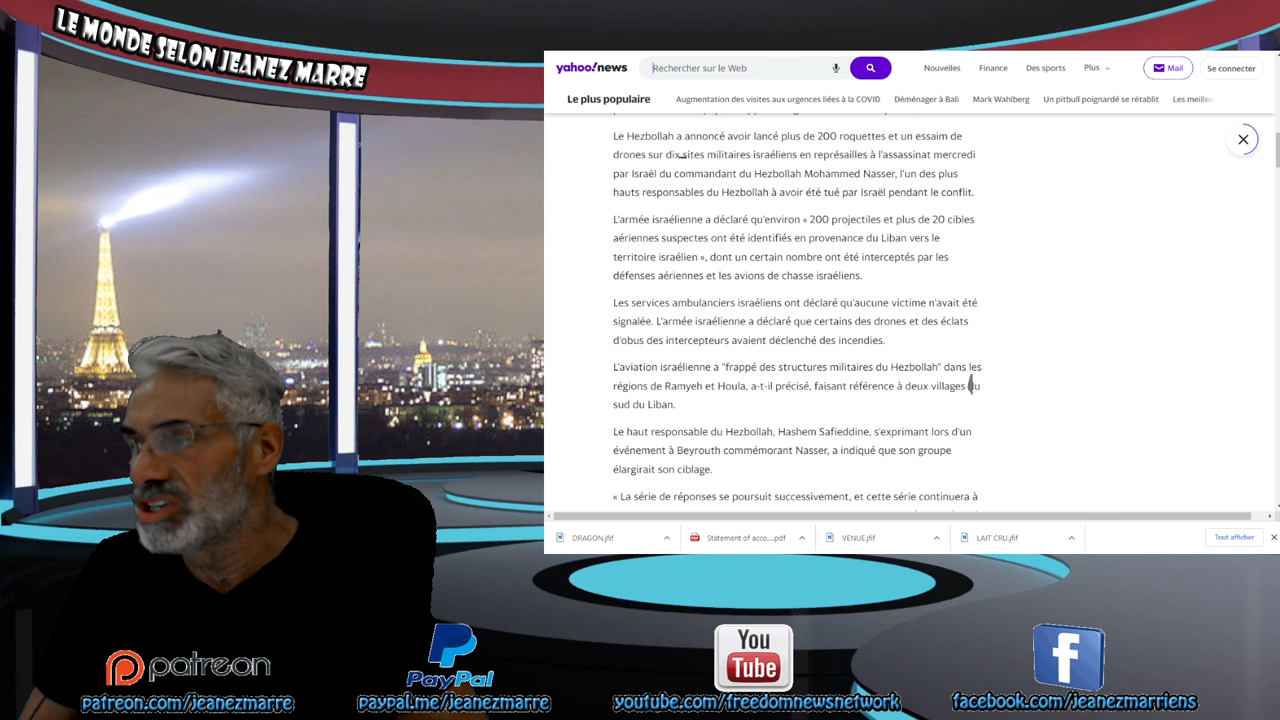 LE MONDE SELON JEANEZ MARRE
yahoo!news
Rechercher sur le Web
Nouvelles
Finance
Des sports
Plus
Mail
Se connecter
Le plus populaire
Augmentation des visites aux urgences liées à la COVID
Déménager à Bali
Mark Wahlberg
Un pitbull poignardé se rétablit
Les meilleu
Le Hezbollah a annoncé avoir lancé plus de 200 roquettes et un essaim de
drones sur dix sites militaires israéliens en représailles à l'assassinat mercredi
par Israël du commandant du Hezbollah Mohammed Nasser, l'un des plus
hauts responsables du Hezbollah à avoir été tué par Israël pendant le conflit.
L'armée israélienne a déclaré qu'environ « 200 projectiles et plus de 20 cibles
aériennes suspectes ont été identifiés en provenance du Liban vers le
territoire israélien », dont un certain nombre ont été interceptés par les
défenses aériennes et les avions de chasse israéliens.
Les services ambulanciers israéliens ont déclaré qu'aucune victime n'avait été
signalée. L'armée israélienne a déclaré que certains des drones et des éclats
d'obus des intercepteurs avaient déclenché des incendies.
L'aviation israélienne a "frappé des structures militaires du Hezbollah" dans les
régions de Ramyeh et Houla, a-t-il précisé, faisant référence à deux villages du
sud du Liban.
Le haut responsable du Hezbollah, Hashem Safieddine, s'exprimant lors d'un
événement à Beyrouth commémorant Nasser, a indiqué que son groupe
élargirait son ciblage.
« La série de réponses se poursuit successivement, et cette série continuera à
DRAGON.jfif
Statement of acco....pdf
VENUE.jfif
LAIT CRU.jfif
Tout afficher
patreon
PayPal
You
Tube
f
patreon.com/jeanezmarre
paypal.me/jeanezmarre
youtube.com/freedomnewsnetwork
facebook.com/jeanezmarriens